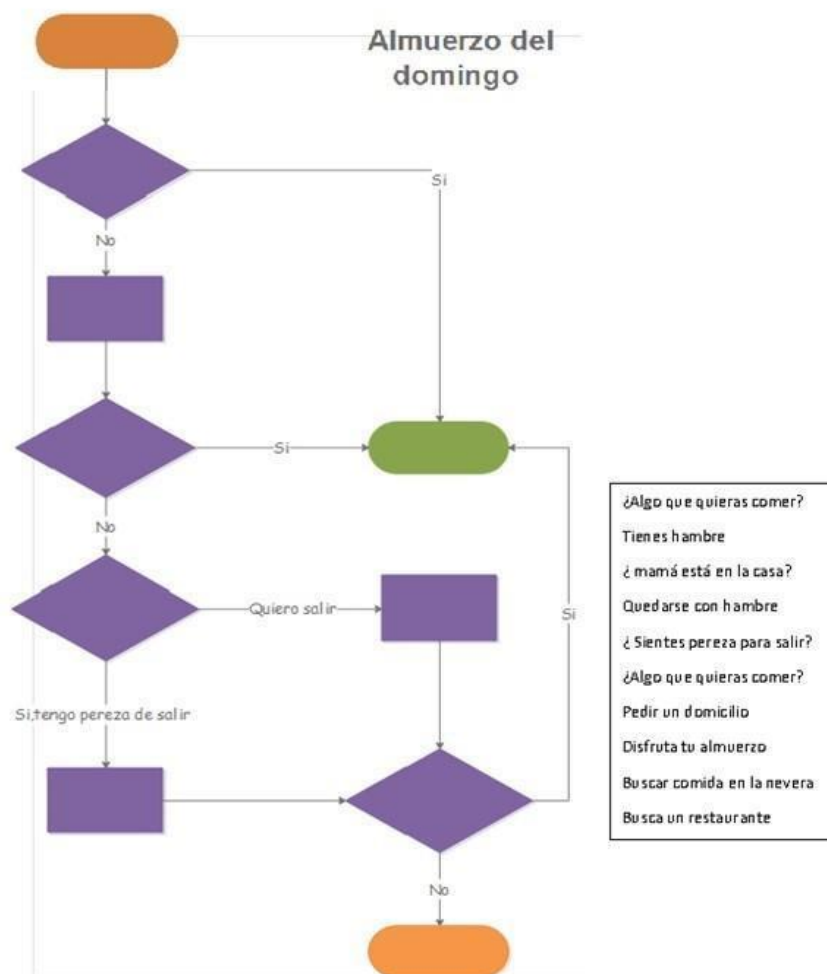 Almuerzo del
domingo
Si
No
Si
No
Quiero salir
Si
Si,tengo pereza de salir
No
¿Algo que quieras comer?
Tienes hambre
¿ mamá está en la casa?
Quedarse con hambre
¿ Sientes pereza para salir?
¿Algo que quieras comer?
Pedir un domicilio
Disfruta tu almuerzo
Buscar comida en la nevera
Busca un restaurante